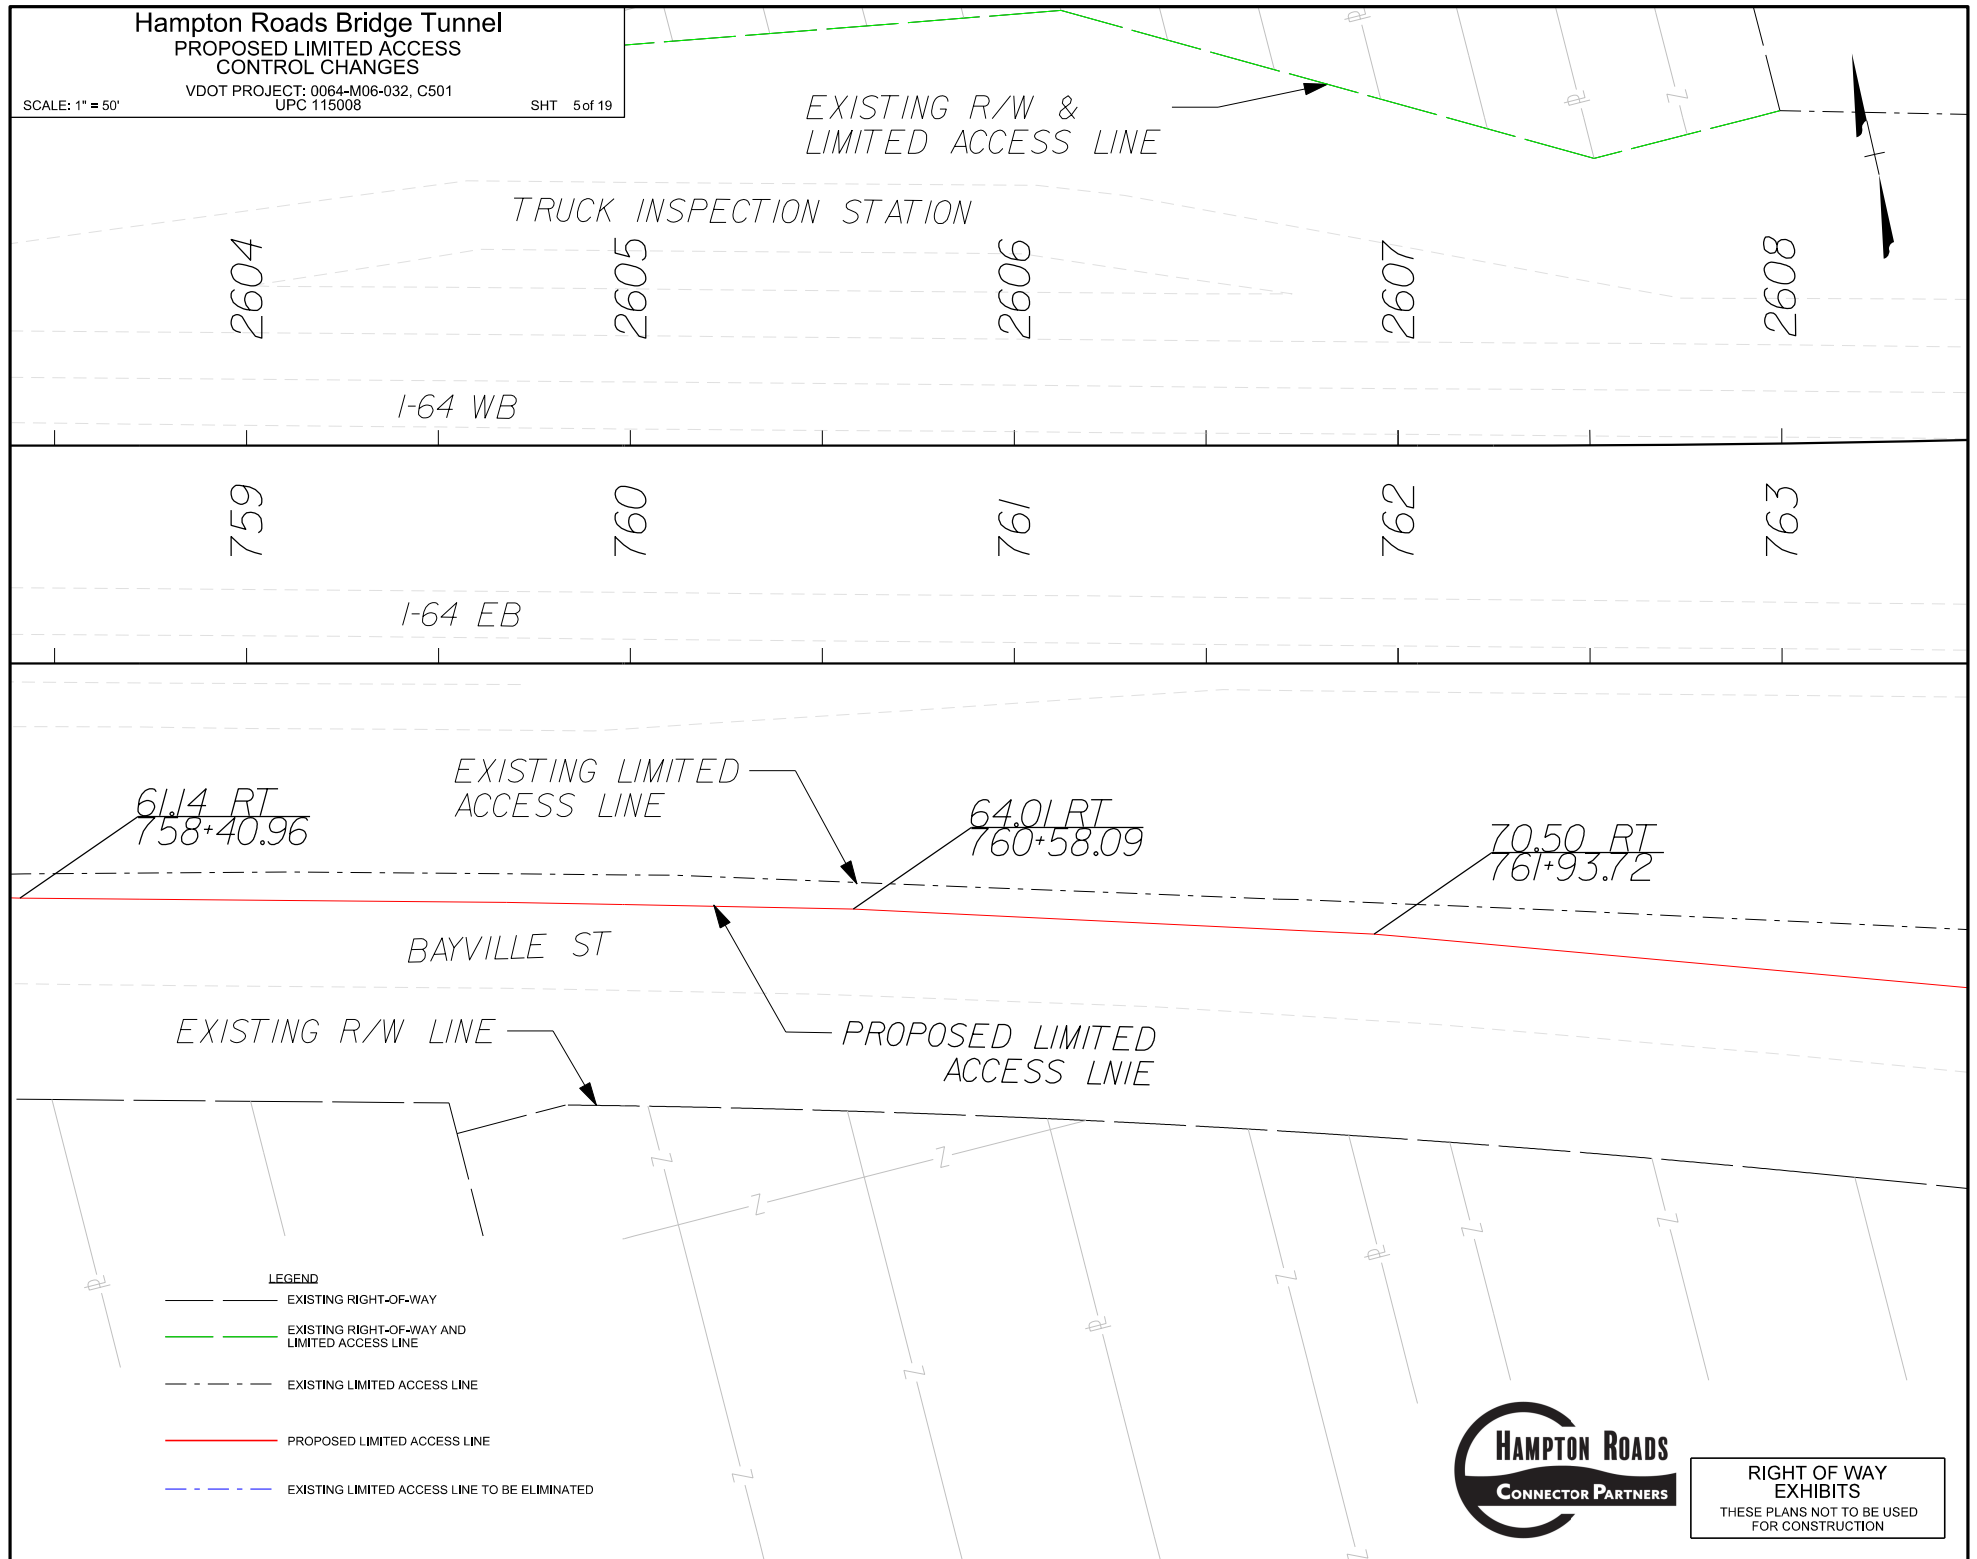 Hampton Roads Bridge Tunnel
PROPOSED LIMITED ACCESS
CONTROL CHANGES
VDOT PROJECT: 0064-M06-032, C501
UPC 115008
SCALE: 1" = 50'
SHT 5 of 19
EXISTING R/W &
LIMITED ACCESS LINE
TRUCK INSPECTION STATION
2604
2605
2606
2607
2608
I-64 WB
759
760
761
762
763
I-64 EB
EXISTING LIMITED
ACCESS LINE
61.14 RT
758+40.96
64.01 RT
760+58.09
70.50 RT
761+93.72
BAYVILLE ST
EXISTING R/W LINE
PROPOSED LIMITED
ACCESS LNIE
LEGEND
EXISTING RIGHT-OF-WAY
EXISTING RIGHT-OF-WAY AND
LIMITED ACCESS LINE
EXISTING LIMITED ACCESS LINE
PROPOSED LIMITED ACCESS LINE
EXISTING LIMITED ACCESS LINE TO BE ELIMINATED
HAMPTON ROADS
CONNECTOR PARTNERS
RIGHT OF WAY
EXHIBITS
THESE PLANS NOT TO BE USED
FOR CONSTRUCTION